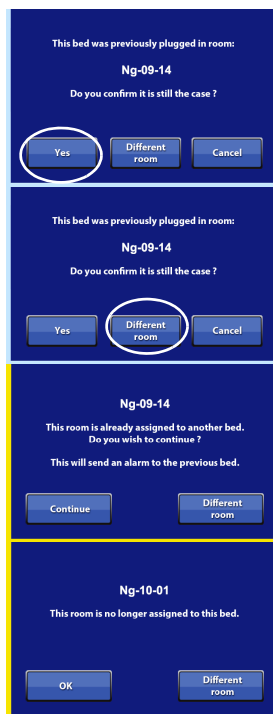 This bed was previously plugged in room:
Ng-09-14
Do you confirm it is still the case ?
Yes
Different
room
Cancel
This bed was previously plugged in room:
Ng-09-14
Do you confirm it is still the case ?
Yes
Different
room
Cancel
Ng-09-14
This room is already assigned to another bed.
Do you wish to continue ?
This will send an alarm to the previous bed.
Continue
Different
room
Ng-10-01
This room is no longer assigned to this bed.
OK
Different
room